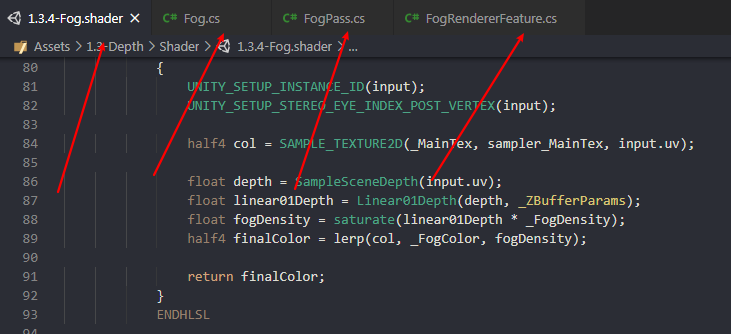 1.3.4-Fog.shader × C# Fog.cs C# FogPass.cs C# FogRendererFeature.cs
Assets > 1.3-Depth > Shader > 1.3.4-Fog.shader > ...
80 {
81 UNITY_SETUP_INSTANCE_ID(input);
82 UNITY_SETUP_STEREO_EYE_INDEX_POST_VERTEX(input);
83
84 half4 col = SAMPLE_TEXTURE2D(_MainTex, sampler_MainTex, input.uv);
85
86 float depth = SampleSceneDepth(input.uv);
87 float linear01Depth = Linear01Depth(depth, _ZBufferParams);
88 float fogDensity = saturate(linear01Depth * _FogDensity);
89 half4 finalColor = lerp(col, _FogColor, fogDensity);
90
91 return finalColor;
92 }
93 ENDHLSL
94